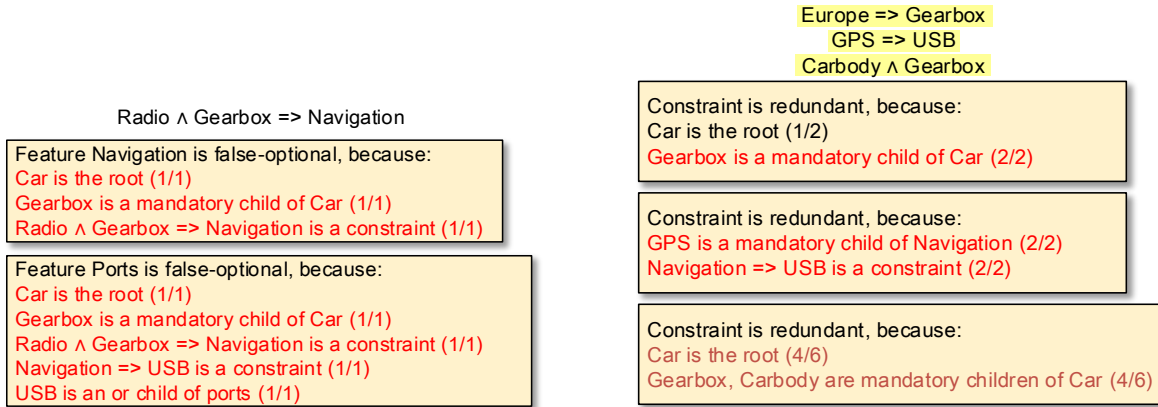 Radio ∧ Gearbox => Navigation
Feature Navigation is false-optional, because:
Car is the root (1/1)
Gearbox is a mandatory child of Car (1/1)
Radio ∧ Gearbox => Navigation is a constraint (1/1)
Feature Ports is false-optional, because:
Car is the root (1/1)
Gearbox is a mandatory child of Car (1/1)
Radio ∧ Gearbox => Navigation is a constraint (1/1)
Navigation => USB is a constraint (1/1)
USB is an or child of ports (1/1)
Europe => Gearbox
GPS => USB
Carbody ∧ Gearbox
Constraint is redundant, because:
Car is the root (1/2)
Gearbox is a mandatory child of Car (2/2)
Constraint is redundant, because:
GPS is a mandatory child of Navigation (2/2)
Navigation => USB is a constraint (2/2)
Constraint is redundant, because:
Car is the root (4/6)
Gearbox, Carbody are mandatory children of Car (4/6)